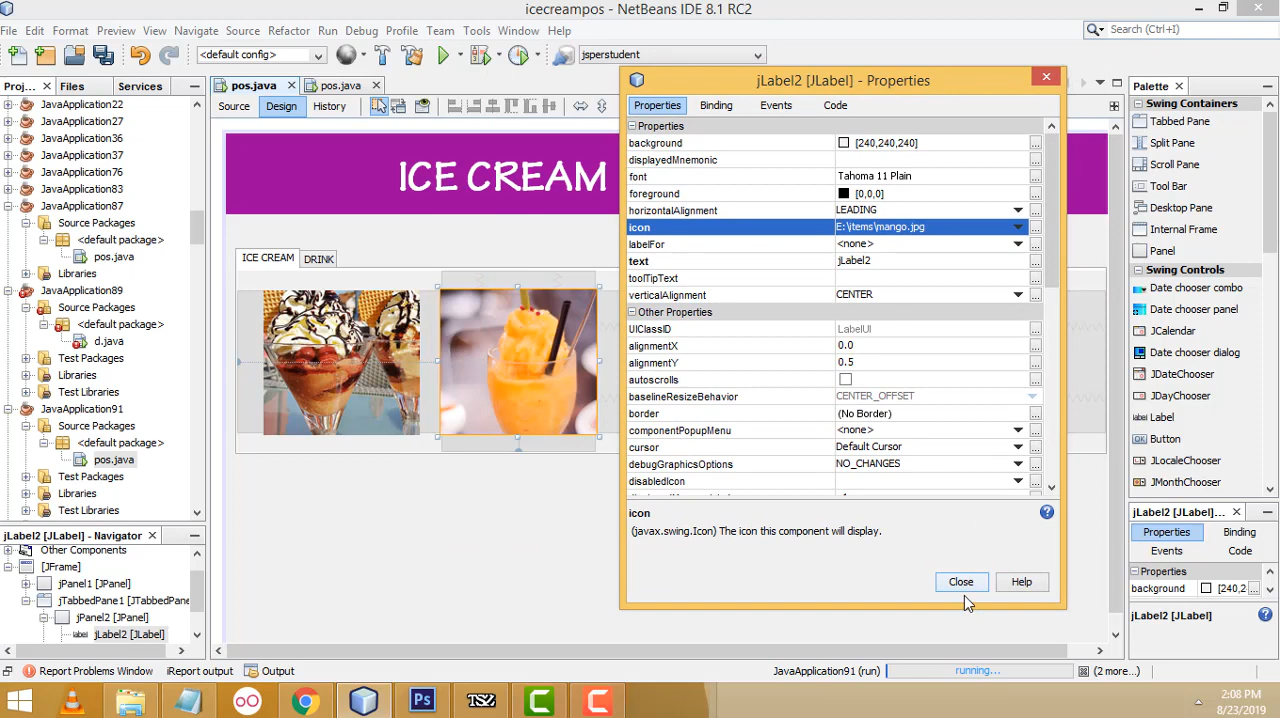 icecreampos - NetBeans IDE 8.1 RC2
File Edit View Navigate Source Refactor Run Debug Profile Team Tools Window Help
Search (Ctrl+I)
<default config>
jsperstudent
Proj... Files Services
pos.java pos.java
Source Design History
JavaApplication22
JavaApplication27
JavaApplication36
JavaApplication37
JavaApplication76
JavaApplication83
JavaApplication87
Source Packages
<default package>
pos.java
Libraries
JavaApplication89
Source Packages
<default package>
d.java
Test Packages
Libraries
Test Libraries
JavaApplication91
Source Packages
<default package>
pos.java
Test Packages
Libraries
Test Libraries
jLabel2 [JLabel] - Navigator
Other Components
[JFrame]
jPanel1 [JPanel]
jTabbedPane1 [JTabbedPane
jPanel2 [JPanel]
jLabel2 [JLabel]
ICE CREAM
ICE CREAM DRINK
jLabel2 [JLabel] - Properties
Properties Binding Events Code
Properties
background [240,240,240] ...
displayedMnemonic ...
font Tahoma 11 Plain ...
foreground [0,0,0] ...
horizontalAlignment LEADING ...
icon E:\items\mango.jpg ...
labelFor <none> ...
text jLabel2 ...
toolTipText ...
verticalAlignment CENTER ...
Other Properties
UIClassID LabelUI ...
alignmentX 0.0 ...
alignmentY 0.5 ...
autoscrolls ...
baselineResizeBehavior CENTER_OFFSET
border (No Border) ...
componentPopupMenu <none> ...
cursor Default Cursor ...
debugGraphicsOptions NO_CHANGES ...
disabledIcon ...
icon
(javax.swing.Icon) The icon this component will display.
Close Help
Palette
Swing Containers
Tabbed Pane
Split Pane
Scroll Pane
Tool Bar
Desktop Pane
Internal Frame
Panel
Swing Controls
Date chooser combo
Date chooser panel
JCalendar
Date chooser dialog
JDateChooser
JDayChooser
Label
Button
JLocaleChooser
JMonthChooser
jLabel2 [JLabel]...
Properties Binding
Events Code
Properties
background [240,2 ...
jLabel2 [JLabel]
Report Problems Window iReport output Output
JavaApplication91 (run) running... (2 more...)
Ps
TSZ
2:08 PM
8/23/2019